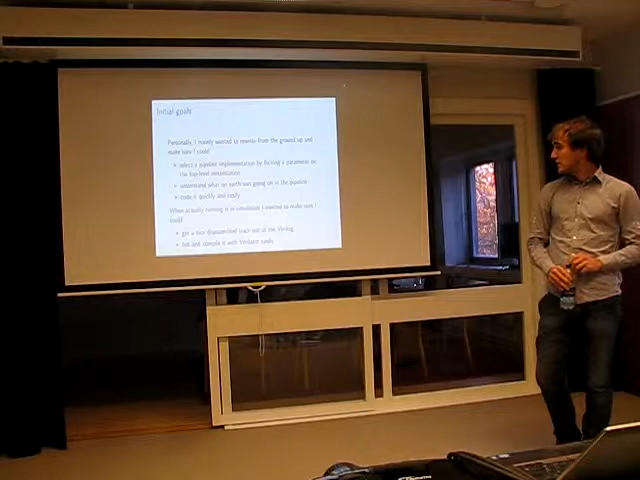 Initial goals
Personally, I mainly wanted to rewrite from the ground up and
make sure I could
select a pipeline implementation by flicking a parameter on
the top-level instantiation
understand what on earth was going on in the pipeline
code it quickly and easily
When actually running it in simulation I wanted to make sure I
could
get a nice disassembled trace out of the Verilog
lint and compile it with Verilator easily